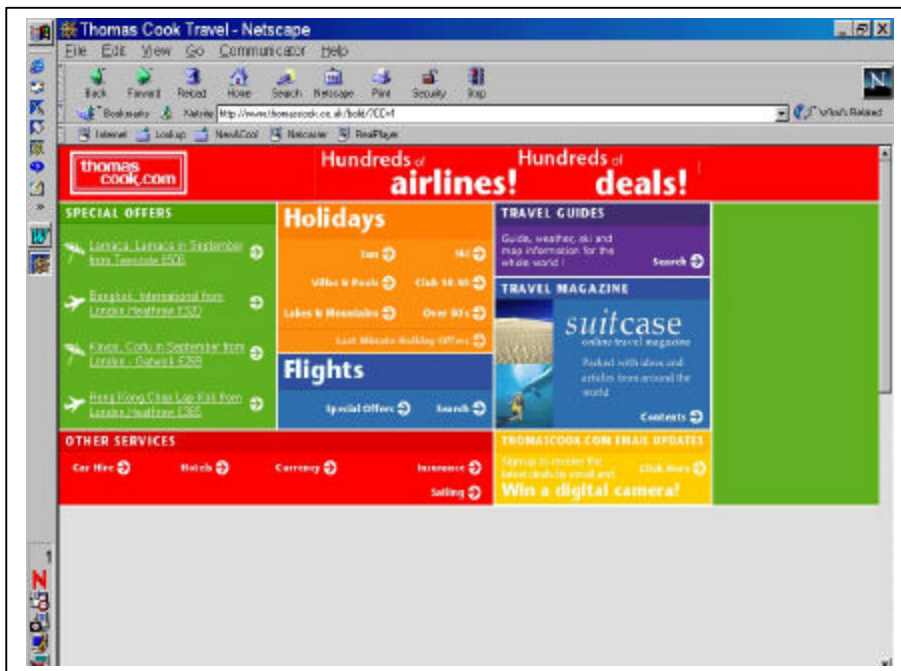 Thomas Cook Travel - Netscape
File Edit View Go Communicator Help
Back Forward Reload Home Search Netscape Print Security Stop
N
Bookmarks Netsite: What's Related
Internet Lookup New&Cool Netcaster RealPlayer
thomas
cook.com
Hundreds of
airlines!
Hundreds of
deals!
SPECIAL OFFERS
Larnaca, Larnaca in September
from Teesside
Bangkok, International from
London Heathrow
Kavos, Corfu in September from
London - Gatwick
Hong Kong Chep Lap Kok from
London Heathrow
Holidays
Sun
Ski
Villas & Pools
Club 18-30
Lakes & Mountains
Over 50's
Last Minute Holiday Offers
Flights
Special Offers
Search
TRAVEL GUIDES
Guide, weather, ski and
map information for the
whole world !
Search
TRAVEL MAGAZINE
suitcase
online travel magazine
Packed with ideas and
articles from around the
world
Contents
OTHER SERVICES
Car Hire
Hotels
Currency
Insurance
Sailing
THOMASCOOK.COM EMAIL UPDATES
Sign up to receive the
latest deals by email and
Click Here
Win a digital camera!
1
N